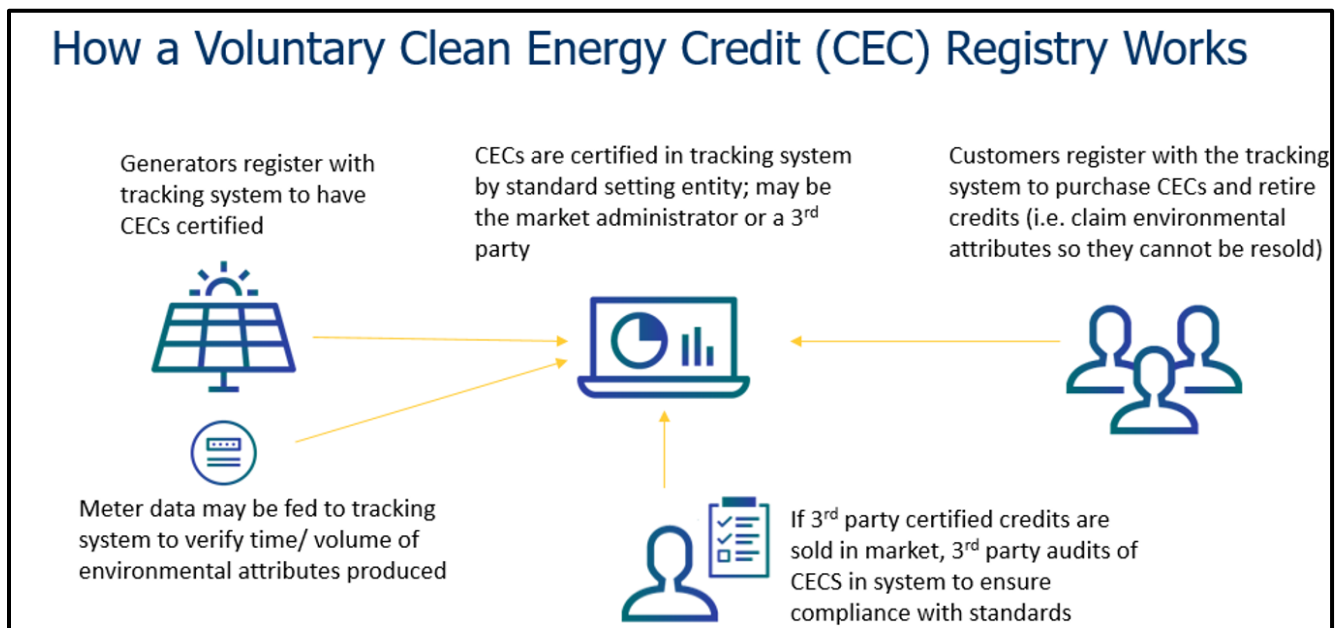 How a Voluntary Clean Energy Credit (CEC) Registry Works
Generators register with
tracking system to have
CECs certified
CECs are certified in tracking system
by standard setting entity; may be
the market administrator or a 3rd
party
Customers register with the tracking
system to purchase CECs and retire
credits (i.e. claim environmental
attributes so they cannot be resold)
Meter data may be fed to tracking
system to verify time/ volume of
environmental attributes produced
If 3rd party certified credits are
sold in market, 3rd party audits of
CECS in system to ensure
compliance with standards